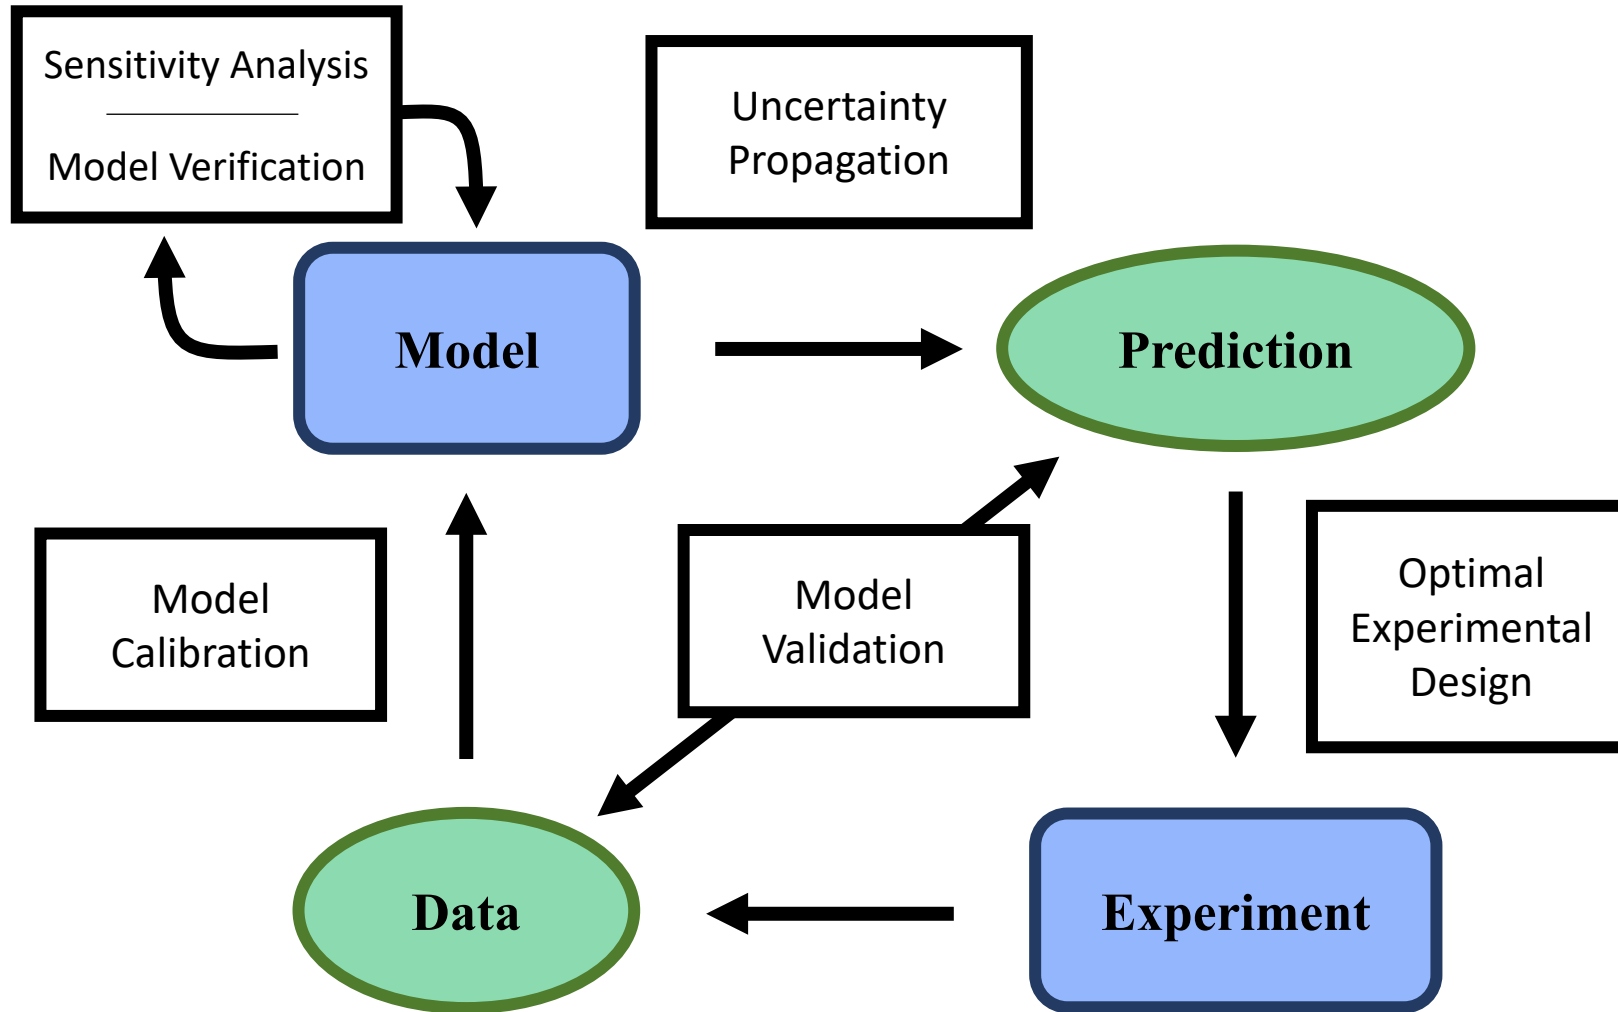 Sensitivity Analysis
Model Verification
Uncertainty
Propagation
Model
Prediction
Model
Calibration
Model
Validation
Optimal
Experimental
Design
Data
Experiment